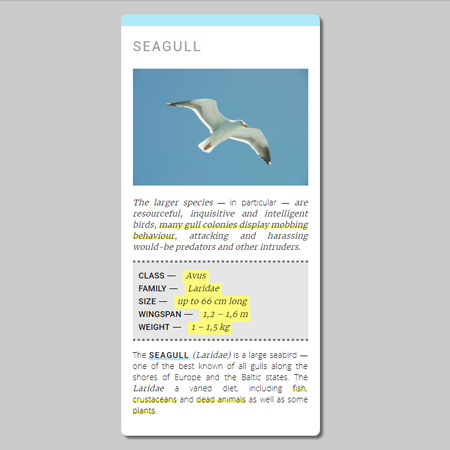 SEAGULL
The larger species — in particular — are
resourceful, inquisitive and intelligent
birds, many gull colonies display mobbing
behaviour, attacking and harassing
would-be predators and other intruders.
CLASS — Avus
FAMILY — Laridae
SIZE — up to 66 cm long
WINGSPAN — 1,2 – 1,6 m
WEIGHT — 1 – 1,5 kg
The SEAGULL (Laridae) is a large seabird —
one of the best known of all gulls along the
shores of Europe and the Baltic states. The
Laridae a varied diet, including fish,
crustaceans and dead animals as well as some
plants.